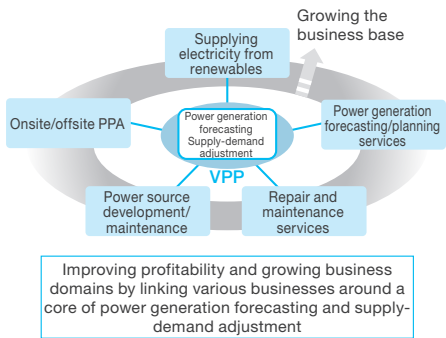 Growing the
business base
Supplying
electricity from
renewables
Onsite/offsite PPA
Power generation
forecasting
Supply-demand
adjustment
VPP
Power generation
forecasting/planning
services
Power source
development/
maintenance
Repair and
maintenance
services
Improving profitability and growing business
domains by linking various businesses around a
core of power generation forecasting and supply-
demand adjustment